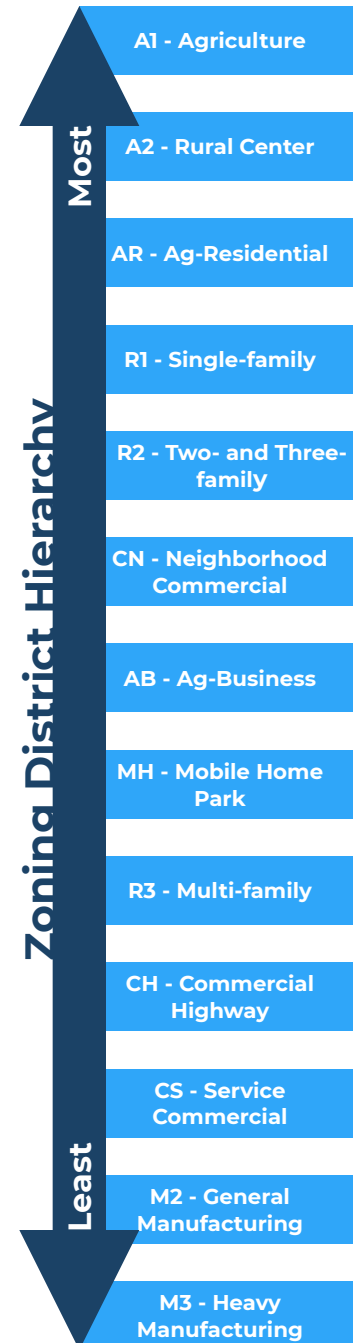 Zoning District Hierarchy
Most
Least
A1 - Agriculture
A2 - Rural Center
AR - Ag-Residential
R1 - Single-family
R2 - Two- and Three-
family
CN - Neighborhood
Commercial
AB - Ag-Business
MH - Mobile Home
Park
R3 - Multi-family
CH - Commercial
Highway
CS - Service
Commercial
M2 - General
Manufacturing
M3 - Heavy
Manufacturing